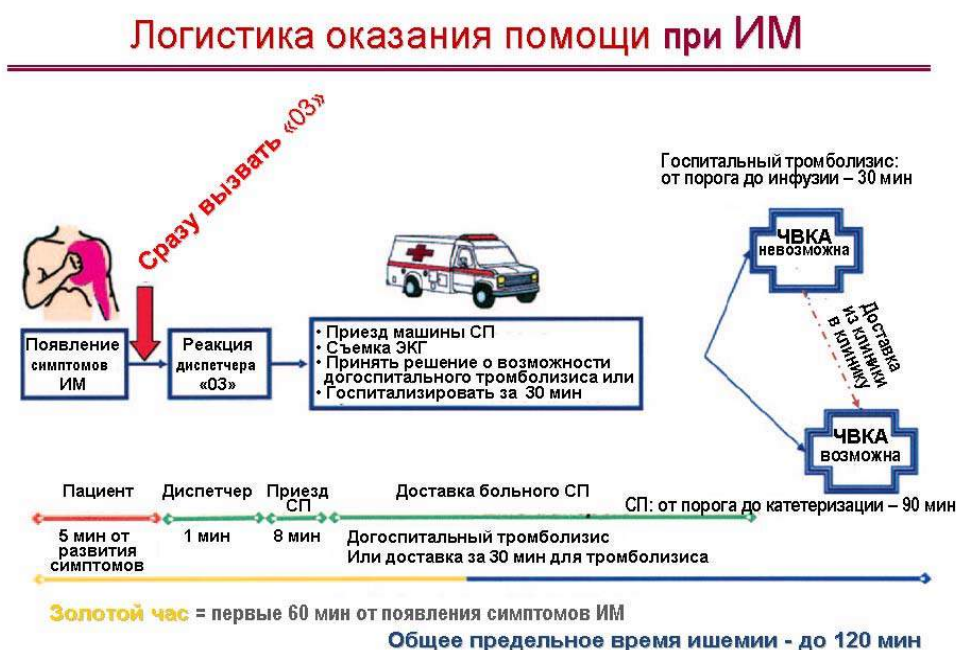 Логистика оказания помощи при ИМ
Сразу вызвать «03»
Госпитальный тромболизис:
от порога до инфузии – 30 мин
ЧВКА
невозможна
Доставка
из клиники
в клинику
Появление
симптомов
ИМ
Реакция
диспетчера
«03»
• Приезд машины СП
• Съемка ЭКГ
• Принять решение о возможности
догоспитального тромболизиса или
• Госпитализировать за 30 мин
ЧВКА
возможна
Пациент
Диспетчер
Приезд
СП
Доставка больного СП
СП: от порога до катетеризации – 90 мин
5 мин от
развития
симптомов
1 мин
8 мин
Догоспитальный тромболизис
Или доставка за 30 мин для тромболизиса
Золотой час = первые 60 мин от появления симптомов ИМ
Общее предельное время ишемии - до 120 мин